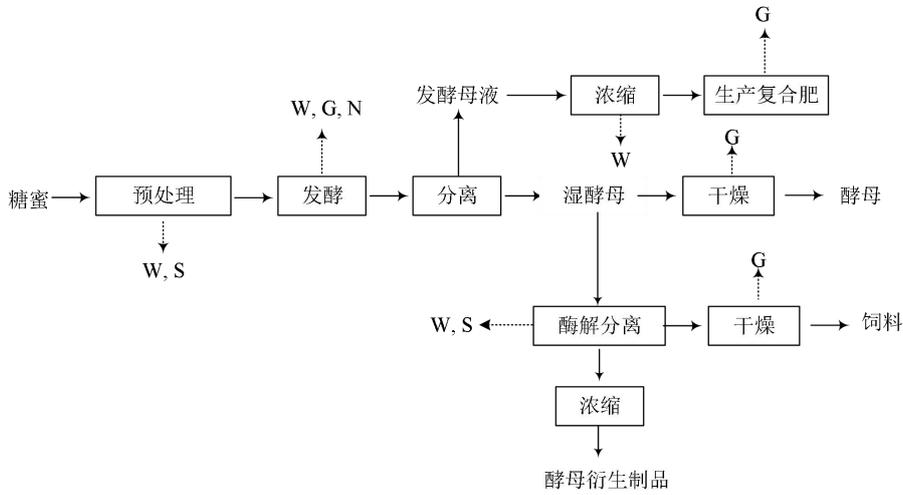 G
发酵母液
浓缩
生产复合肥
W, G, N
W
G
糖蜜
预处理
发酵
分离
湿酵母
干燥
酵母
W, S
G
W, S
酶解分离
干燥
饲料
浓缩
酵母衍生制品